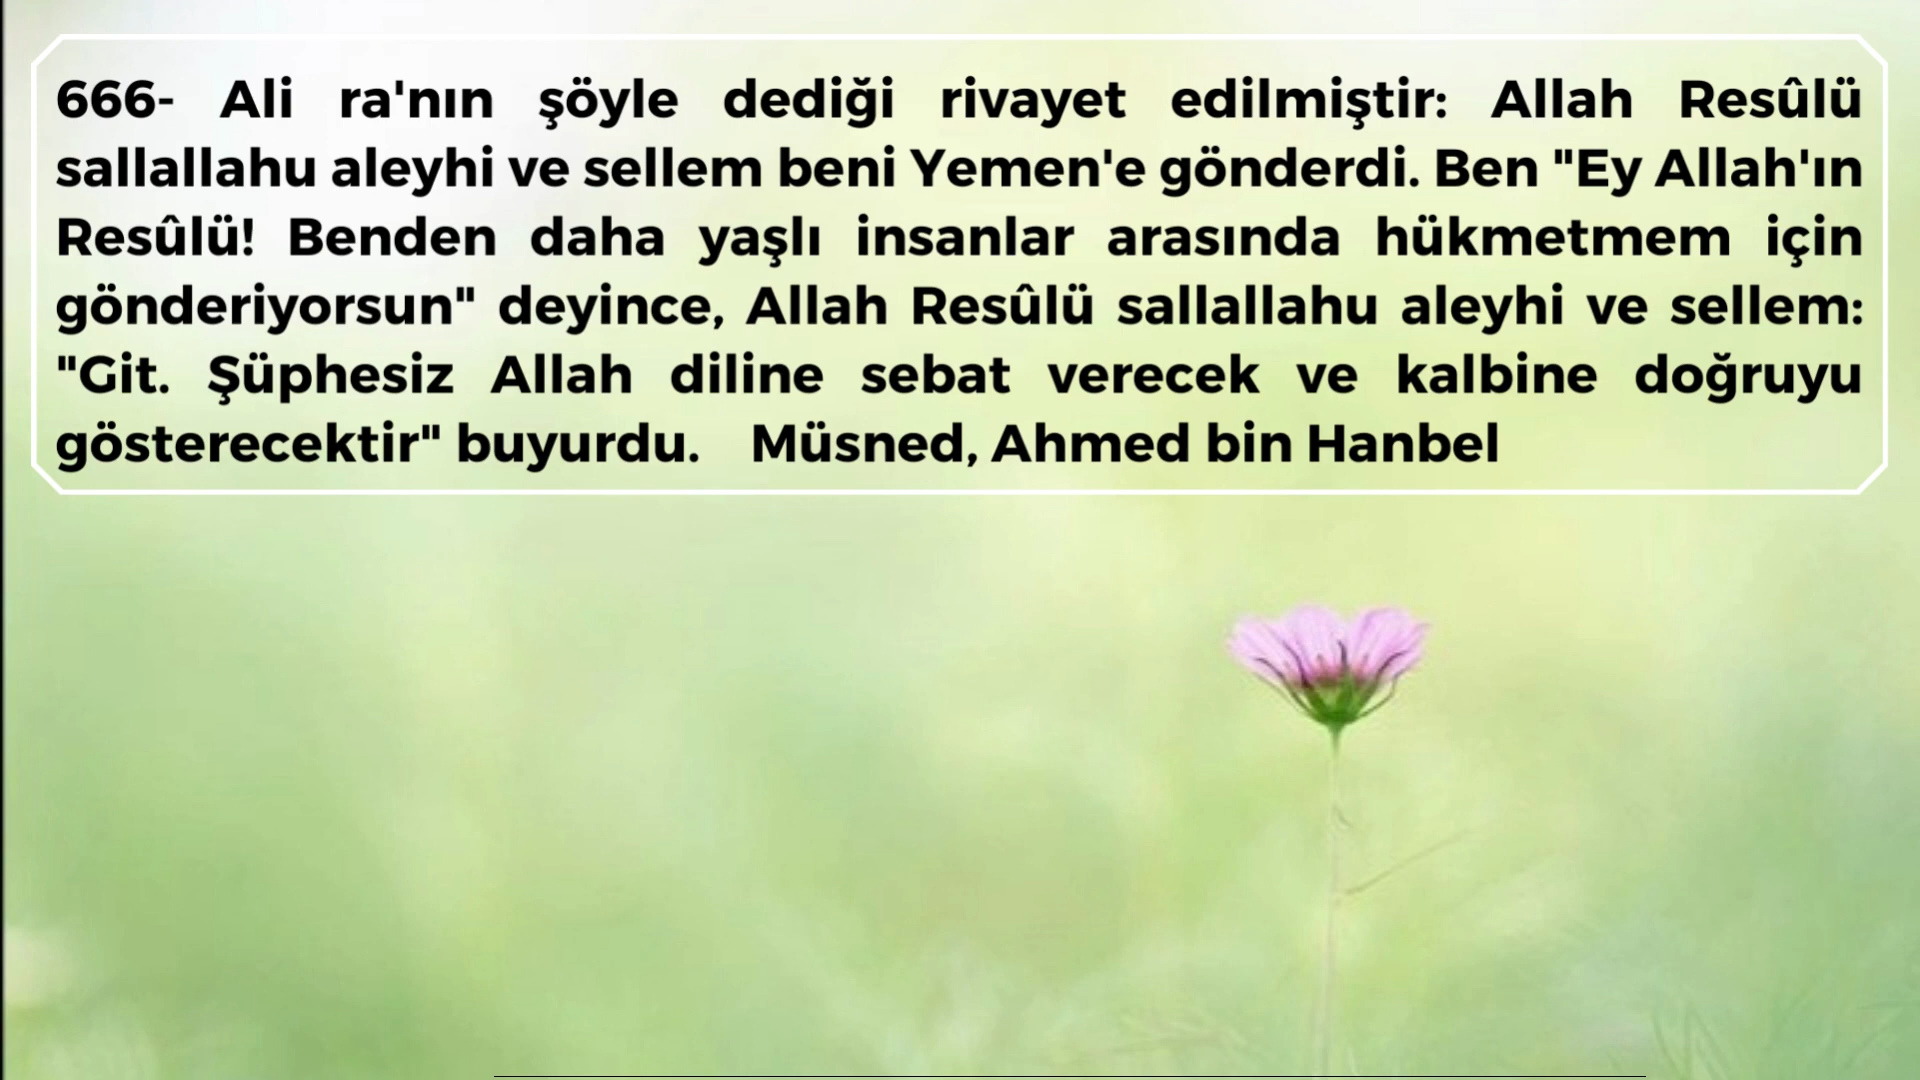 666- Ali ra'nın şöyle dediği rivayet edilmiştir: Allah Resûlü
sallallahu aleyhi ve sellem beni Yemen'e gönderdi. Ben "Ey Allah'ın
Resûlü! Benden daha yaşlı insanlar arasında hükmetmem için
gönderiyorsun" deyince, Allah Resûlü sallallahu aleyhi ve sellem:
"Git. Şüphesiz Allah diline sebat verecek ve kalbine doğruyu
gösterecektir" buyurdu. Müsned, Ahmed bin Hanbel